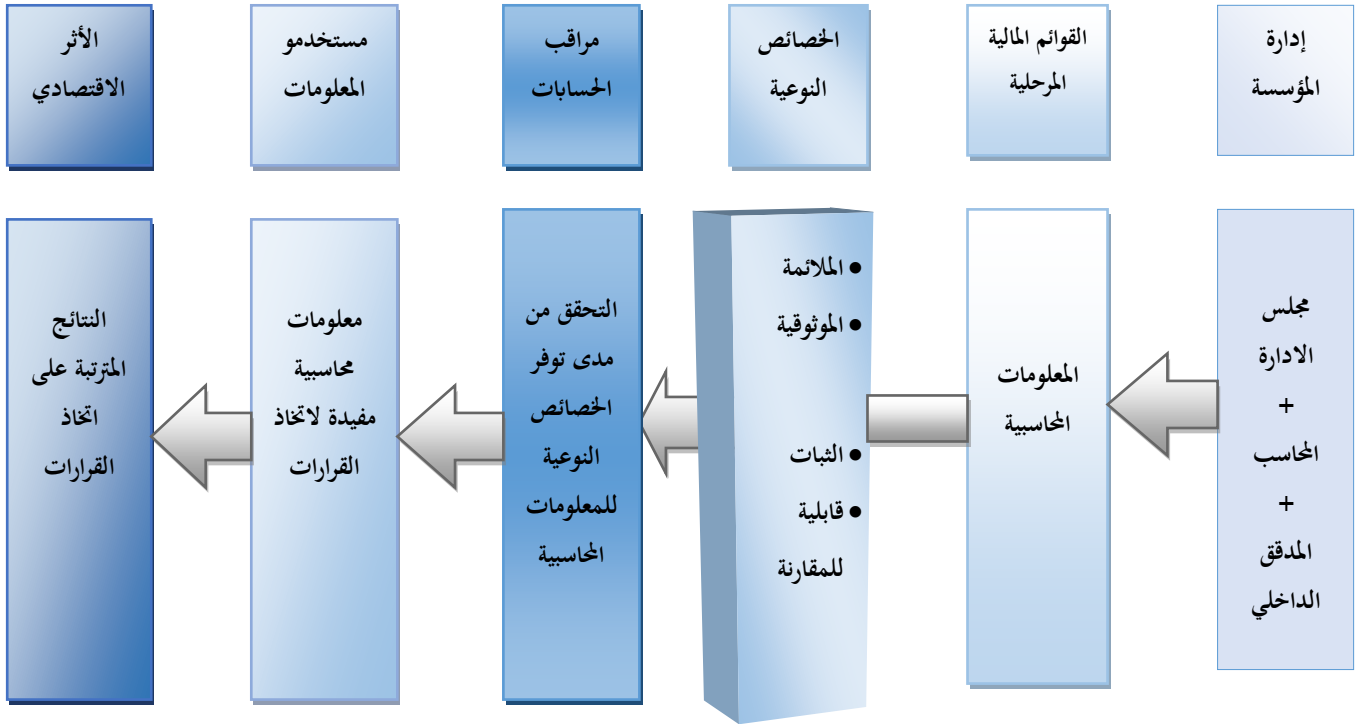 إدارة
المؤسسة
القوائم المالية
المرحلية
الخصائص
النوعية
مراقب
الحسابات
مستخدمو
المعلومات
الأثر
الاقتصادي
مجلس
الادارة
+
المحاسب
+
المدقق
الداخلي
المعلومات
المحاسبية
• الملائمة
• الموثوقية
• الثبات
• قابلية
للمقارنة
التحقق من
مدى توفر
الخصائص
النوعية
للمعلومات
المحاسبية
معلومات
محاسبية
مفيدة لاتخاذ
القرارات
النتائج
المترتبة على
اتخاذ
القرارات